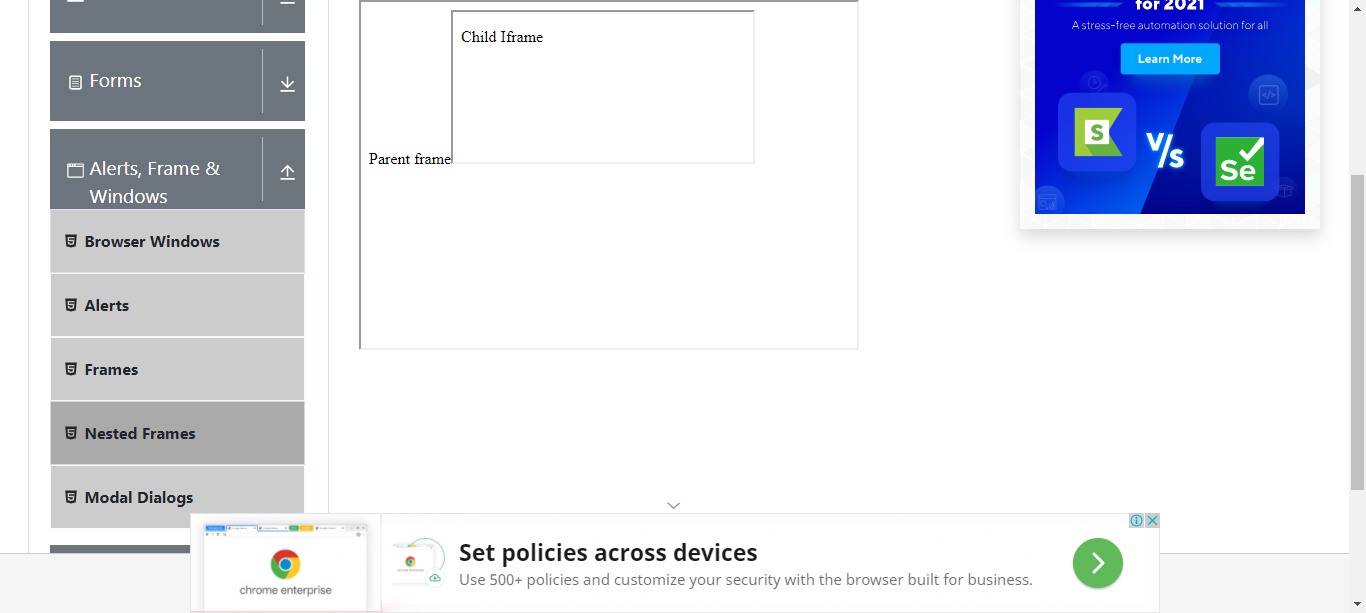 Forms
Alerts, Frame &
Windows
Browser Windows
Alerts
Frames
Nested Frames
Modal Dialogs
Child Iframe
Parent frame
for 2021
A stress-free automation solution for all
Learn More
S
V/s
Se
chrome enterprise
Set policies across devices
Use 500+ policies and customize your security with the browser built for business.